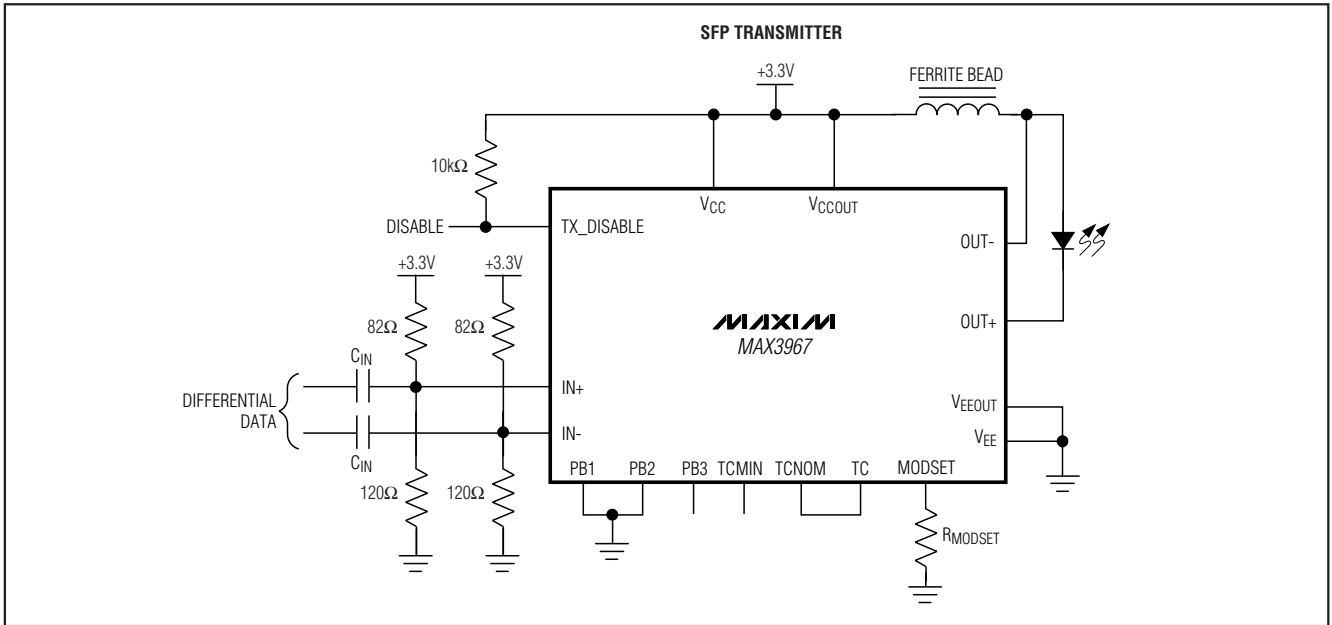 SFP TRANSMITTER
+3.3V
FERRITE BEAD
10kΩ
VCC
VCCOUT
DISABLE
TX_DISABLE
OUT-
+3.3V
+3.3V
82Ω
82Ω
MAXIM
MAX3967
OUT+
CIN
IN+
DIFFERENTIAL
DATA
VEEOUT
IN-
VEE
CIN
PB1
PB2
PB3
TCMIN
TCNOM
TC
MODSET
120Ω
120Ω
RMODSET